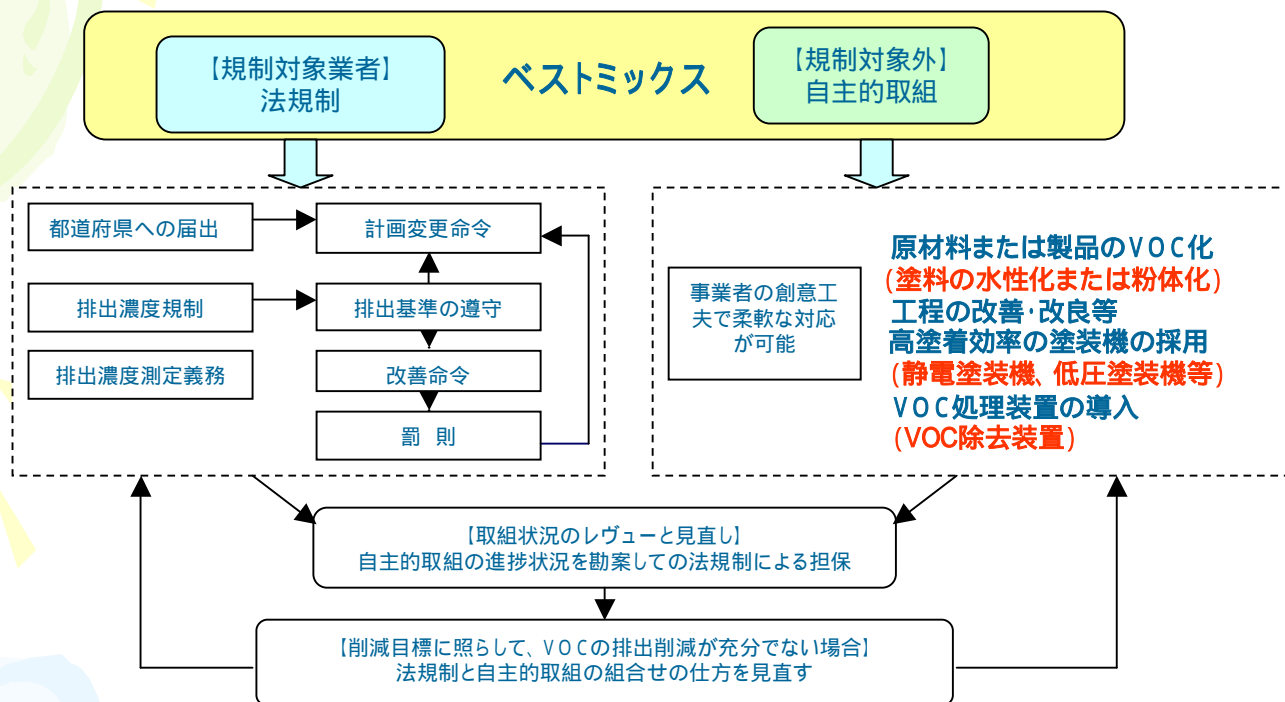 【規制対象業者】
法規制
ベストミックス
【規制対象外】
自主的取組
都道府県への届出
計画変更命令
排出濃度規制
排出基準の遵守
排出濃度測定義務
改善命令
罰 則
事業者の創意工
夫で柔軟な対応
が可能
原材料または製品のVOC化
(塗料の水性化または粉体化)
工程の改善・改良等
高塗着効率の塗装機の採用
(静電塗装機、低圧塗装機等)
VOC処理装置の導入
(VOC除去装置)
【取組状況のレヴューと見直し】
自主的取組の進捗状況を勘案しての法規制による担保
【削減目標に照らして、VOCの排出削減が充分でない場合】
法規制と自主的取組の組合せの仕方を見直す